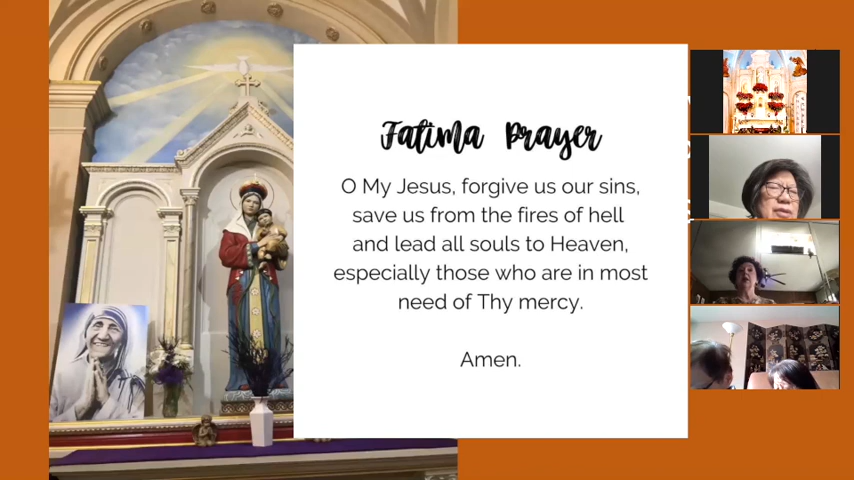 Fatima Prayer
O My Jesus, forgive us our sins,
save us from the fires of hell
and lead all souls to Heaven,
especially those who are in most
need of Thy mercy.
Amen.